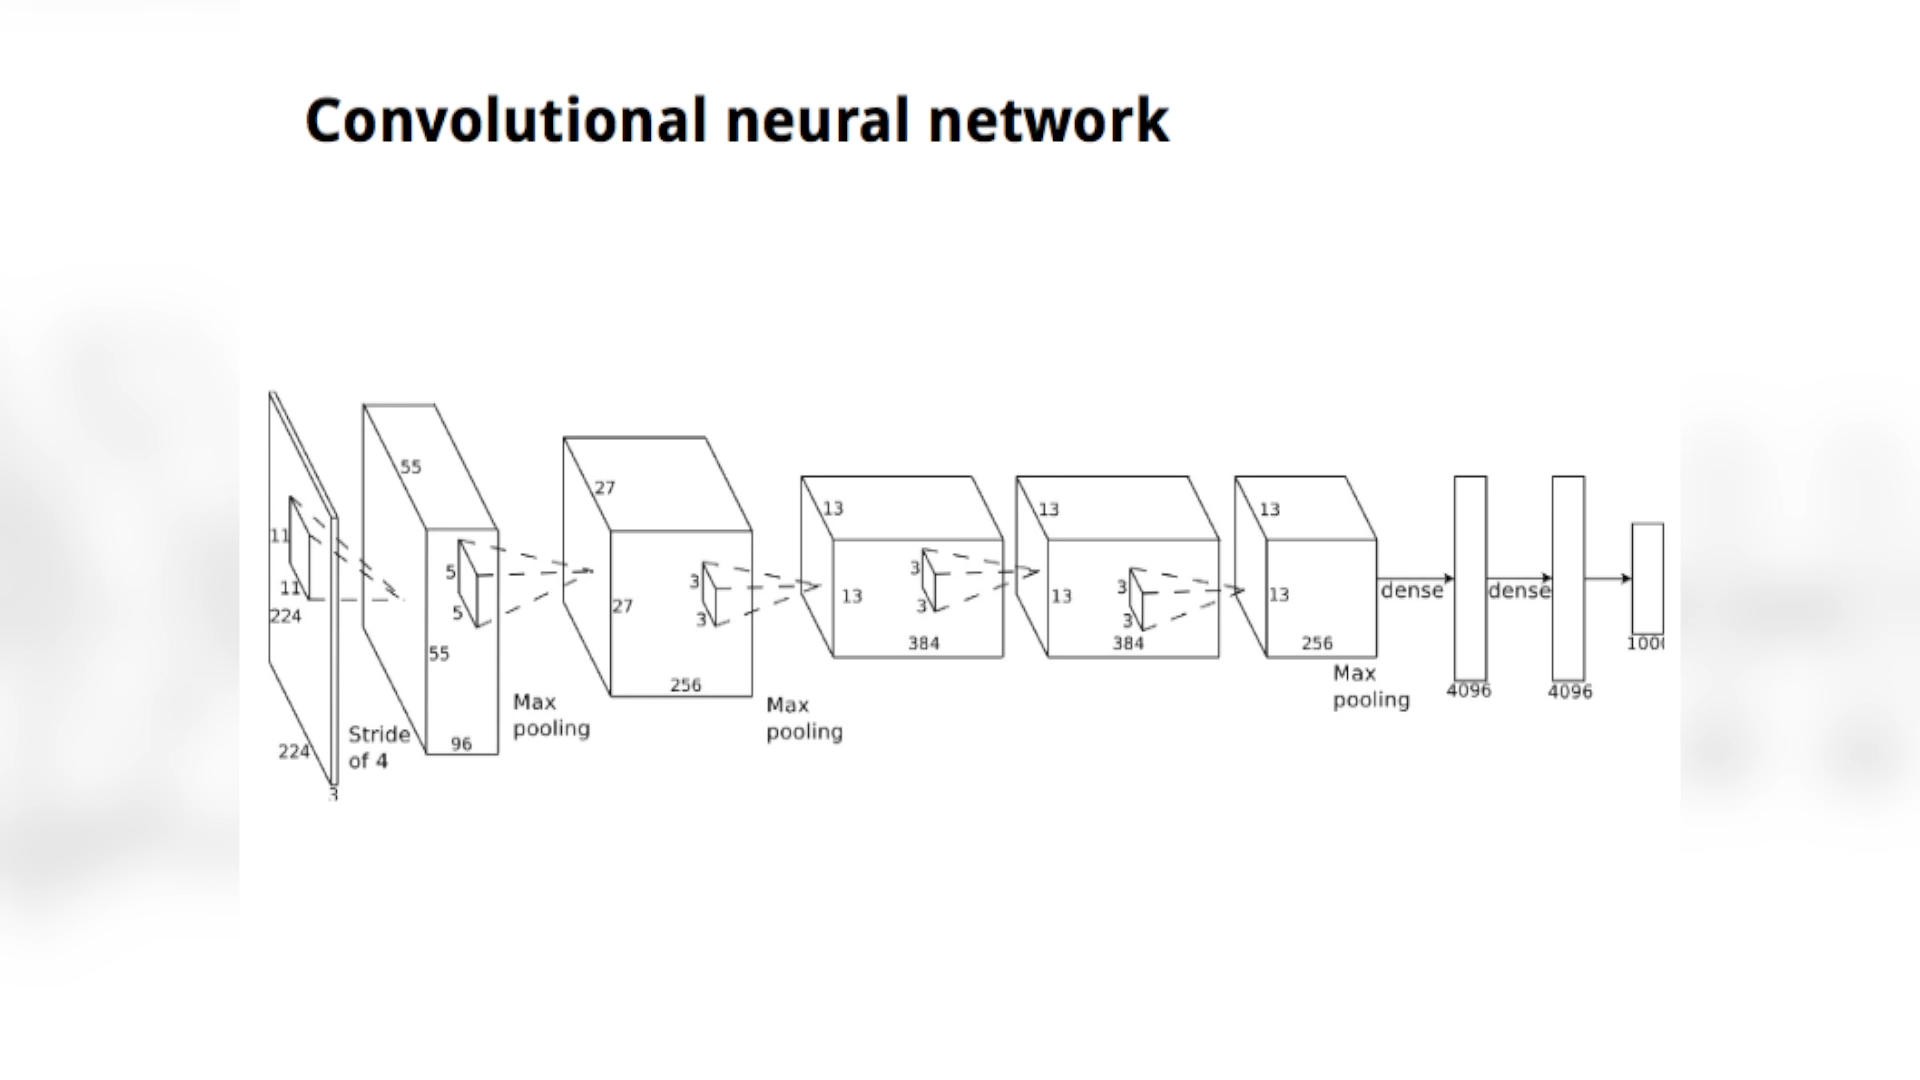 Convolutional neural network
55
27
13
13
13
11
5
3
3
3
11
5
3
3
3
224
55
27
13
13
13
dense
dense
384
384
256
1000
224
Stride
of 4
96
Max
pooling
256
Max
pooling
Max
pooling
4096
4096
3